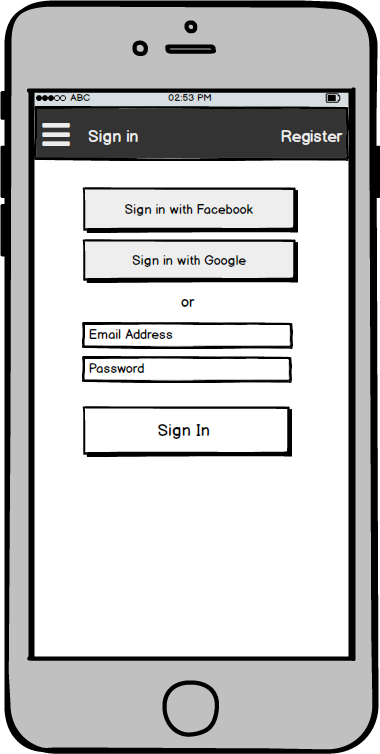 ABC 02:53 PM
Sign in Register
Sign in with Facebook
Sign in with Google
or
Email Address
Password
Sign In